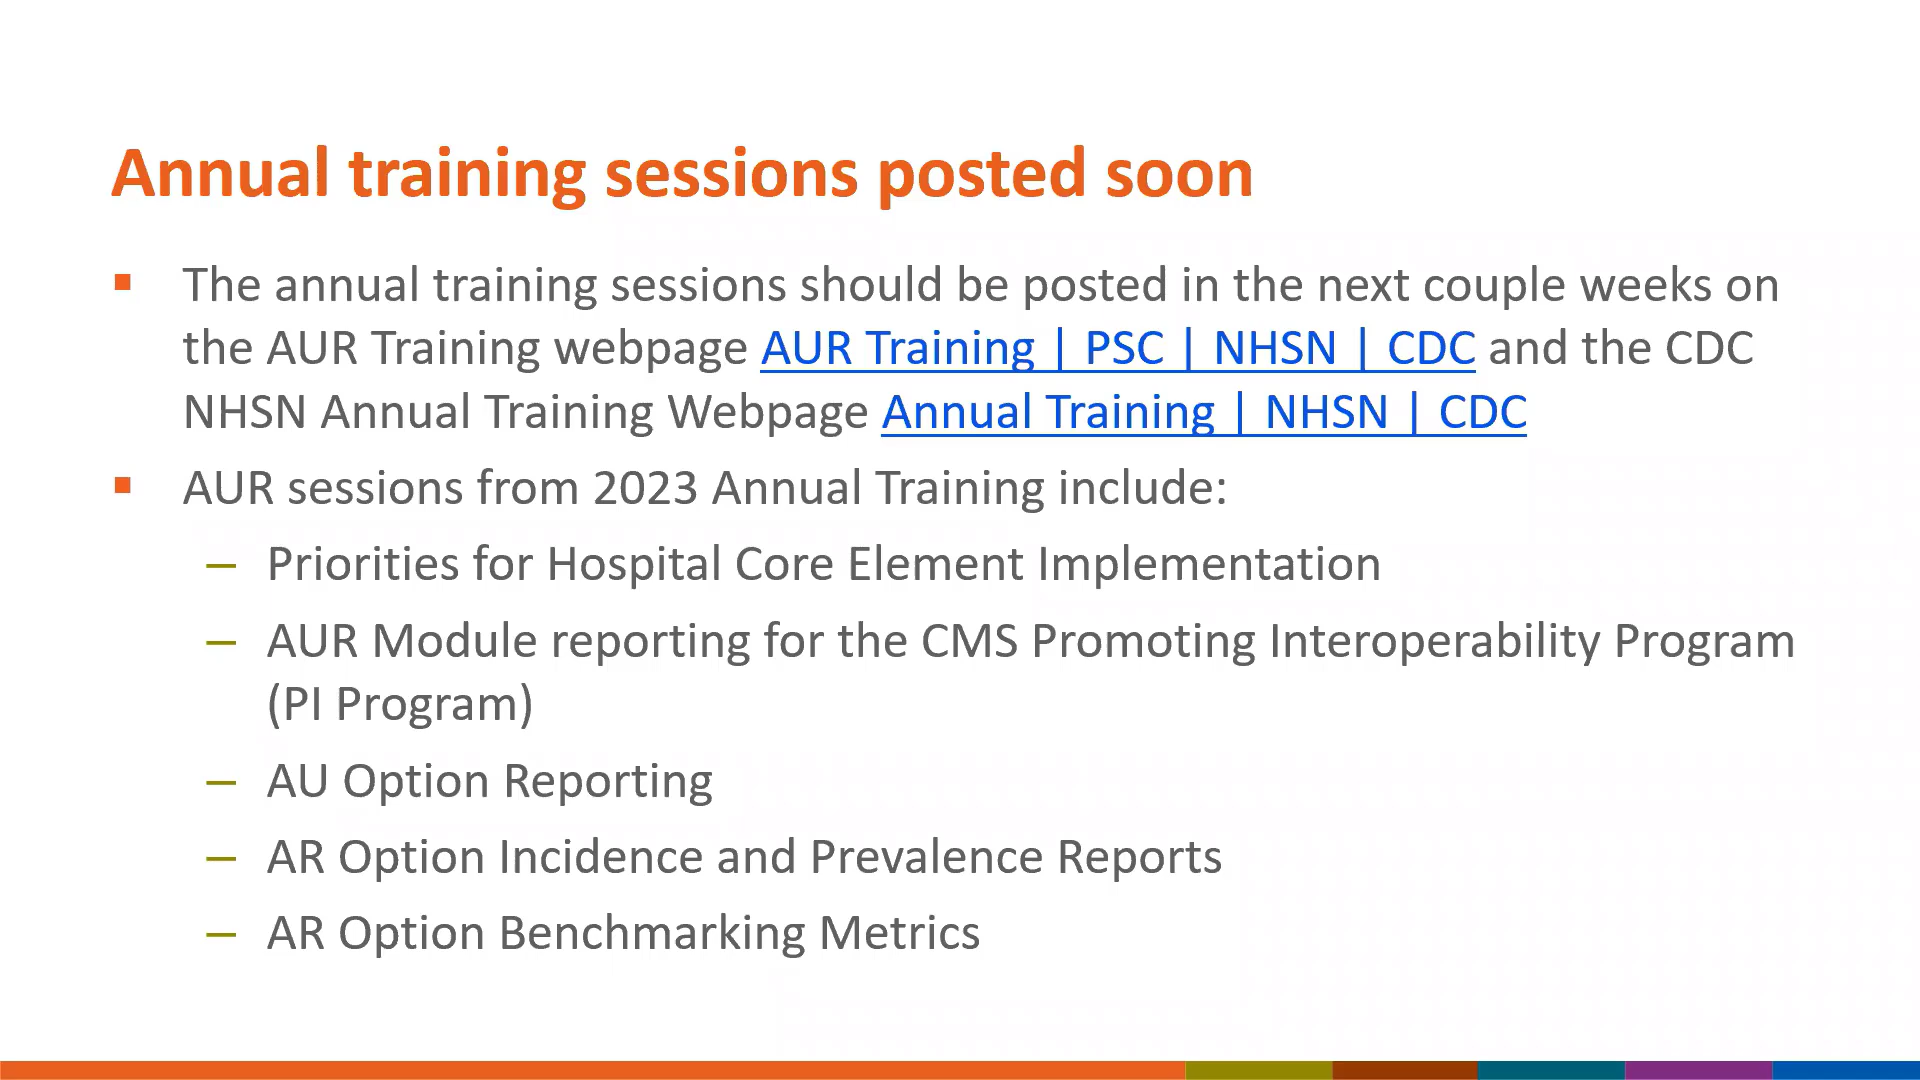 Annual training sessions posted soon
▪ The annual training sessions should be posted in the next couple weeks on
the AUR Training webpage AUR Training | PSC | NHSN | CDC and the CDC
NHSN Annual Training Webpage Annual Training | NHSN | CDC
▪ AUR sessions from 2023 Annual Training include:
– Priorities for Hospital Core Element Implementation
– AUR Module reporting for the CMS Promoting Interoperability Program
(PI Program)
– AU Option Reporting
– AR Option Incidence and Prevalence Reports
– AR Option Benchmarking Metrics